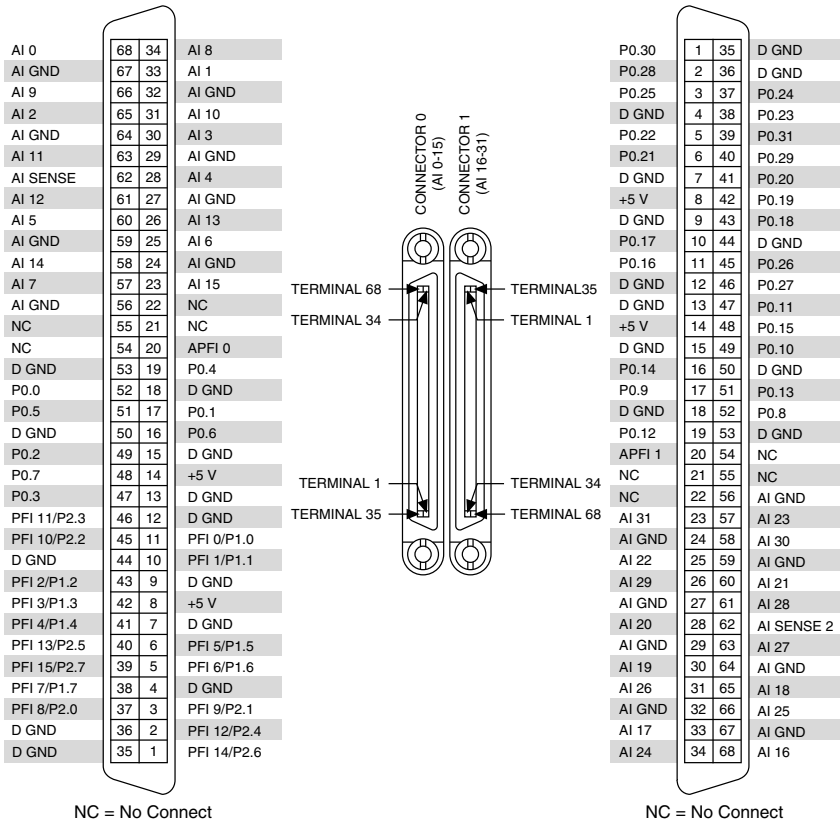 AI 0 68 34 AI 8
AI GND 67 33 AI 1
AI 9 66 32 AI GND
AI 2 65 31 AI 10
AI GND 64 30 AI 3
AI 11 63 29 AI GND
AI SENSE 62 28 AI 4
AI 12 61 27 AI GND
AI 5 60 26 AI 13
AI GND 59 25 AI 6
AI 14 58 24 AI GND
AI 7 57 23 AI 15
AI GND 56 22 NC
NC 55 21 NC
NC 54 20 APFI 0
D GND 53 19 P0.4
P0.0 52 18 D GND
P0.5 51 17 P0.1
D GND 50 16 P0.6
P0.2 49 15 D GND
P0.7 48 14 +5 V
P0.3 47 13 D GND
PFI 11/P2.3 46 12 D GND
PFI 10/P2.2 45 11 PFI 0/P1.0
D GND 44 10 PFI 1/P1.1
PFI 2/P1.2 43 9 D GND
PFI 3/P1.3 42 8 +5 V
PFI 4/P1.4 41 7 D GND
PFI 13/P2.5 40 6 PFI 5/P1.5
PFI 15/P2.7 39 5 PFI 6/P1.6
PFI 7/P1.7 38 4 D GND
PFI 8/P2.0 37 3 PFI 9/P2.1
D GND 36 2 PFI 12/P2.4
D GND 35 1 PFI 14/P2.6
NC = No Connect
CONNECTOR 0
(AI 0-15)
CONNECTOR 1
(AI 16-31)
TERMINAL 68
TERMINAL 34
TERMINAL35
TERMINAL 1
TERMINAL 1
TERMINAL 35
TERMINAL 34
TERMINAL 68
P0.30 1 35 D GND
P0.28 2 36 D GND
P0.25 3 37 P0.24
D GND 4 38 P0.23
P0.22 5 39 P0.31
P0.21 6 40 P0.29
D GND 7 41 P0.20
+5 V 8 42 P0.19
D GND 9 43 P0.18
P0.17 10 44 D GND
P0.16 11 45 P0.26
D GND 12 46 P0.27
D GND 13 47 P0.11
+5 V 14 48 P0.15
D GND 15 49 P0.10
P0.14 16 50 D GND
P0.9 17 51 P0.13
D GND 18 52 P0.8
P0.12 19 53 D GND
APFI 1 20 54 NC
NC 21 55 NC
NC 22 56 AI GND
AI 31 23 57 AI 23
AI GND 24 58 AI 30
AI 22 25 59 AI GND
AI 29 26 60 AI 21
AI GND 27 61 AI 28
AI 20 28 62 AI SENSE 2
AI GND 29 63 AI 27
AI 19 30 64 AI GND
AI 26 31 65 AI 18
AI GND 32 66 AI 25
AI 17 33 67 AI GND
AI 24 34 68 AI 16
NC = No Connect